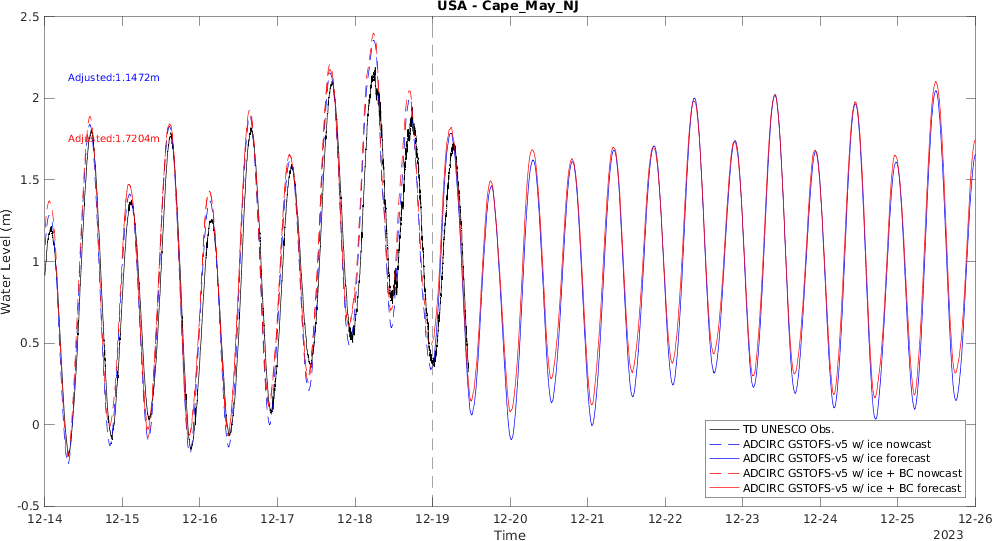 USA - Cape_May_NJ
2.5
2
1.5
1
0.5
0
-0.5
Water Level (m)
Adjusted:1.1472m
Adjusted:1.7204m
TD UNESCO Obs.
ADCIRC GSTOFS-v5 w/ ice nowcast
ADCIRC GSTOFS-v5 w/ ice forecast
ADCIRC GSTOFS-v5 w/ ice + BC nowcast
ADCIRC GSTOFS-v5 w/ ice + BC forecast
12-14 12-15 12-16 12-17 12-18 12-19 12-20 12-21 12-22 12-23 12-24 12-25 12-26
Time
2023